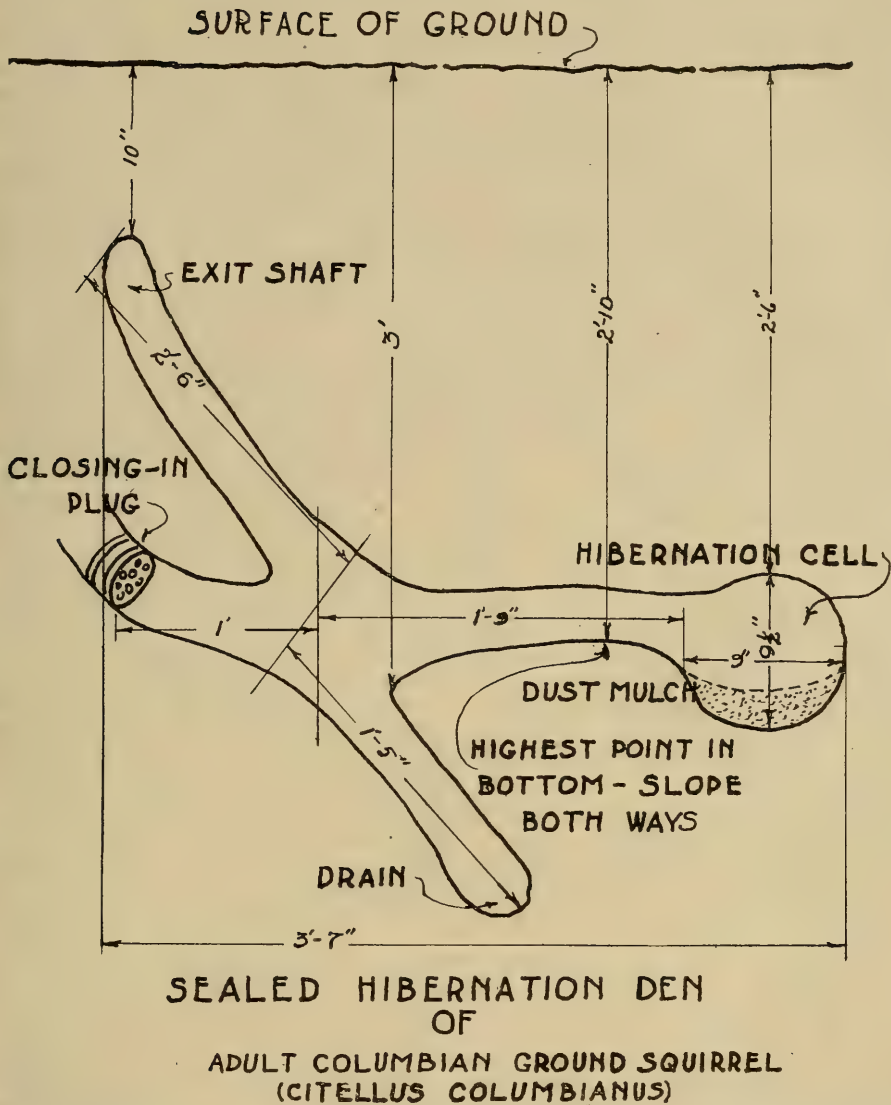 SURFACE OF GROUND
10"
EXIT SHAFT
2'-6"
3'
2'-10"
2'-6"
CLOSING-IN
PLUG
HIBERNATION CELL
1'
1'-9"
9"
9½"
DUST MULCH
1'-5"
HIGHEST POINT IN
BOTTOM - SLOPE
BOTH WAYS
DRAIN
3'-7"
SEALED HIBERNATION DEN
OF
ADULT COLUMBIAN GROUND SQUIRREL
(CITELLUS COLUMBIANUS)